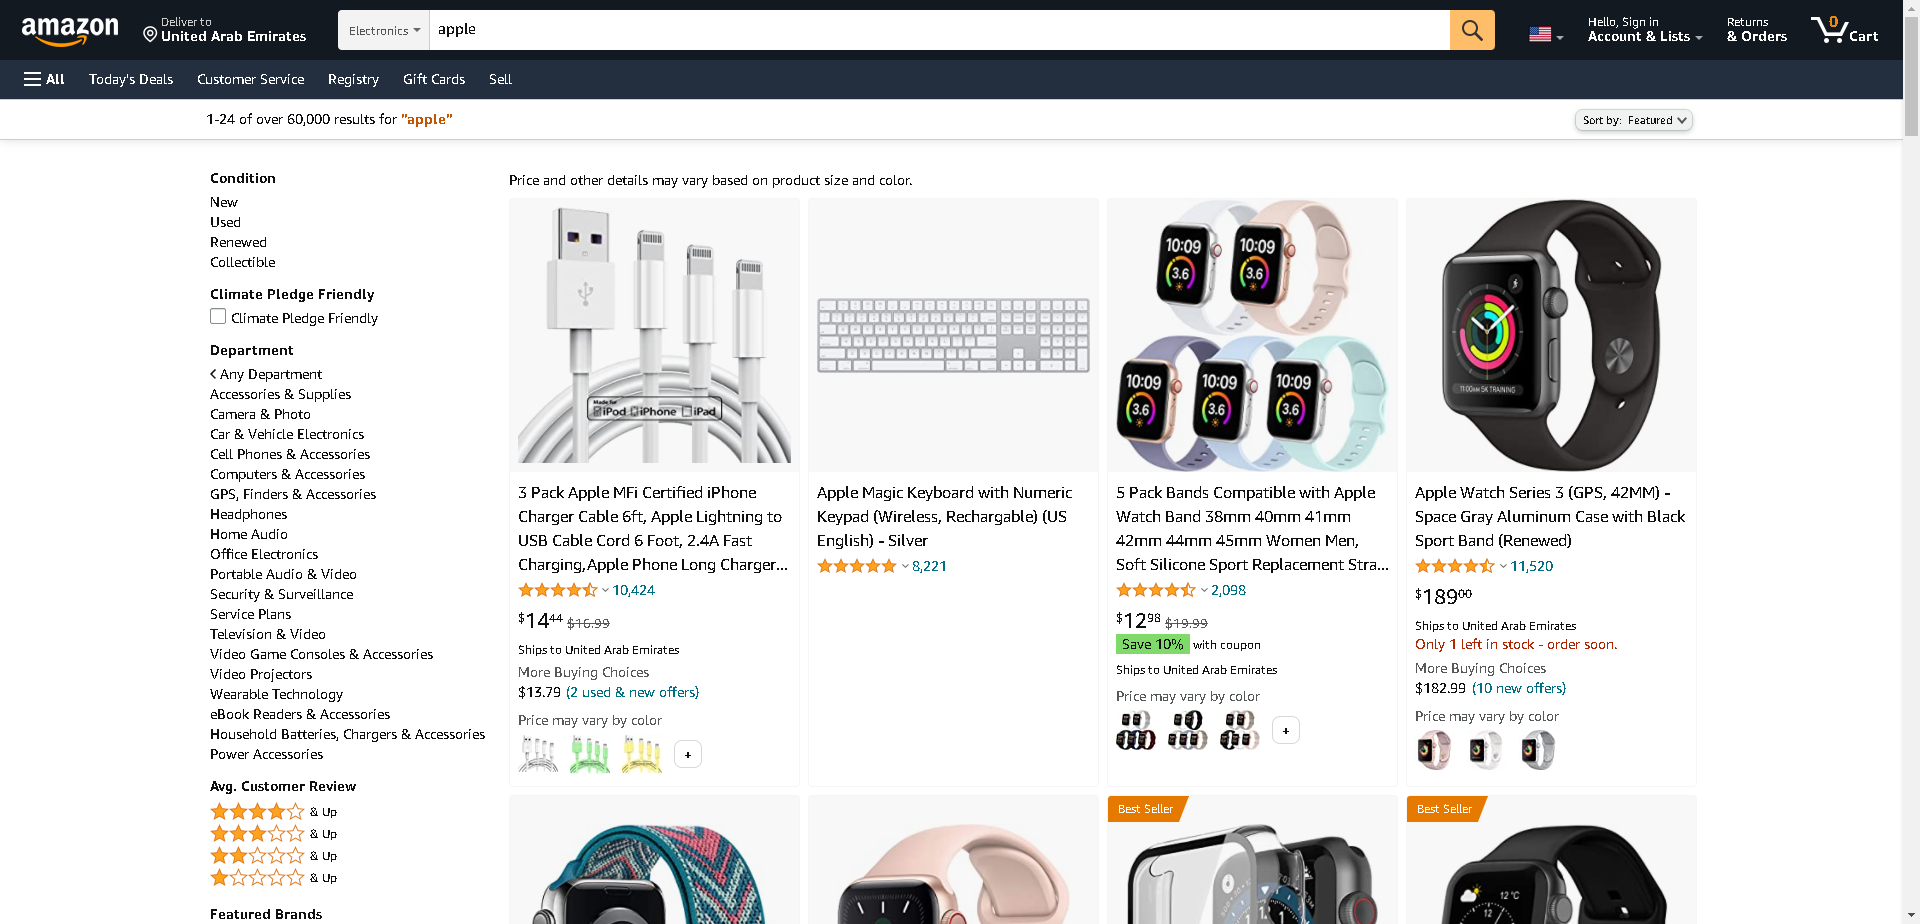 amazon
Deliver to
United Arab Emirates
Electronics
apple
Hello, Sign in
Account & Lists
Returns
& Orders
0
Cart
All
Today's Deals
Customer Service
Registry
Gift Cards
Sell
1-24 of over 60,000 results for "apple"
Sort by: Featured
Condition
New
Used
Renewed
Collectible
Climate Pledge Friendly
Climate Pledge Friendly
Department
Any Department
Accessories & Supplies
Camera & Photo
Car & Vehicle Electronics
Cell Phones & Accessories
Computers & Accessories
GPS, Finders & Accessories
Headphones
Home Audio
Office Electronics
Portable Audio & Video
Security & Surveillance
Service Plans
Television & Video
Video Game Consoles & Accessories
Video Projectors
Wearable Technology
eBook Readers & Accessories
Household Batteries, Chargers & Accessories
Power Accessories
Avg. Customer Review
& Up
& Up
& Up
& Up
Featured Brands
Price and other details may vary based on product size and color.
Made for
iPod iPhone iPad
3 Pack Apple MFi Certified iPhone
Charger Cable 6ft, Apple Lightning to
USB Cable Cord 6 Foot, 2.4A Fast
Charging,Apple Phone Long Charger...
10,424
$14.44 $16.99
Ships to United Arab Emirates
More Buying Choices
$13.79 (2 used & new offers)
Price may vary by color
+
Apple Magic Keyboard with Numeric
Keypad (Wireless, Rechargable) (US
English) - Silver
8,221
10:09
3.6
10:09
3.6
10:09
3.6
10:09
3.6
10:09
3.6
5 Pack Bands Compatible with Apple
Watch Band 38mm 40mm 41mm
42mm 44mm 45mm Women Men,
Soft Silicone Sport Replacement Stra...
2,098
$12.98 $19.99
Save 10% with coupon
Ships to United Arab Emirates
Price may vary by color
+
11:00AM 5K TRAINING
Apple Watch Series 3 (GPS, 42MM) -
Space Gray Aluminum Case with Black
Sport Band (Renewed)
11,520
$189.00
Ships to United Arab Emirates
Only 1 left in stock - order soon.
More Buying Choices
$182.99 (10 new offers)
Price may vary by color
Best Seller
Best Seller
12 °C